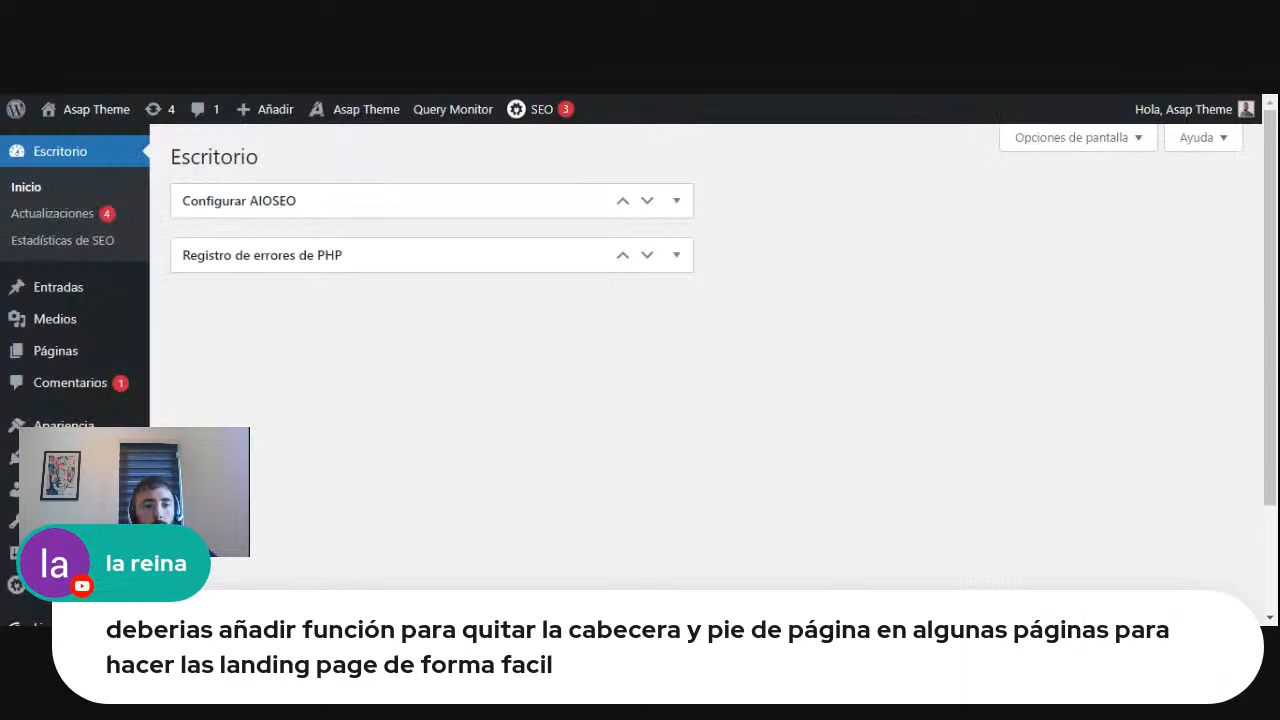 Asap Theme 4 1 Añadir Asap Theme Query Monitor SEO 3 Hola, Asap Theme
Escritorio
Opciones de pantalla
Ayuda
Inicio
Actualizaciones 4
Estadísticas de SEO
Entradas
Medios
Páginas
Comentarios 1
Apariencia
Escritorio
Configurar AIOSEO
Registro de errores de PHP
la
la reina
deberias añadir función para quitar la cabecera y pie de página en algunas páginas para
hacer las landing page de forma facil